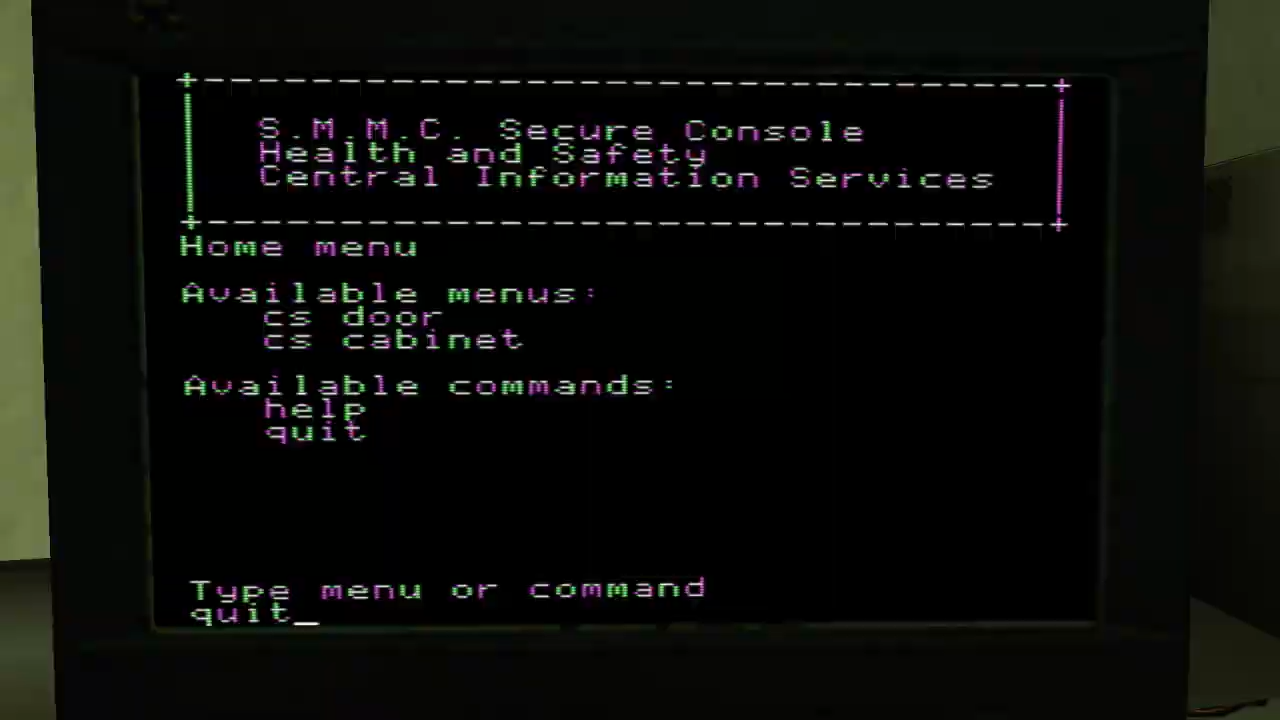 S.M.M.C. Secure Console
Health and Safety
Central Information Services
Home menu
Available menus:
cs door
cs cabinet
Available commands:
help
quit
Type menu or command
quit_